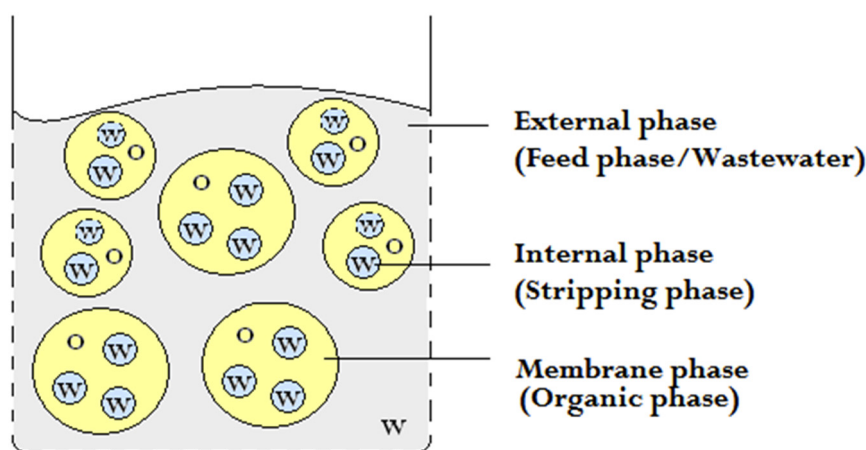 W
W
O
W
W
O
O
W
W
W
W
W
O
W
W
O
O
W
W
W
O
W
W
W
W
External phase
(Feed phase/Wastewater)
Internal phase
(Stripping phase)
Membrane phase
(Organic phase)